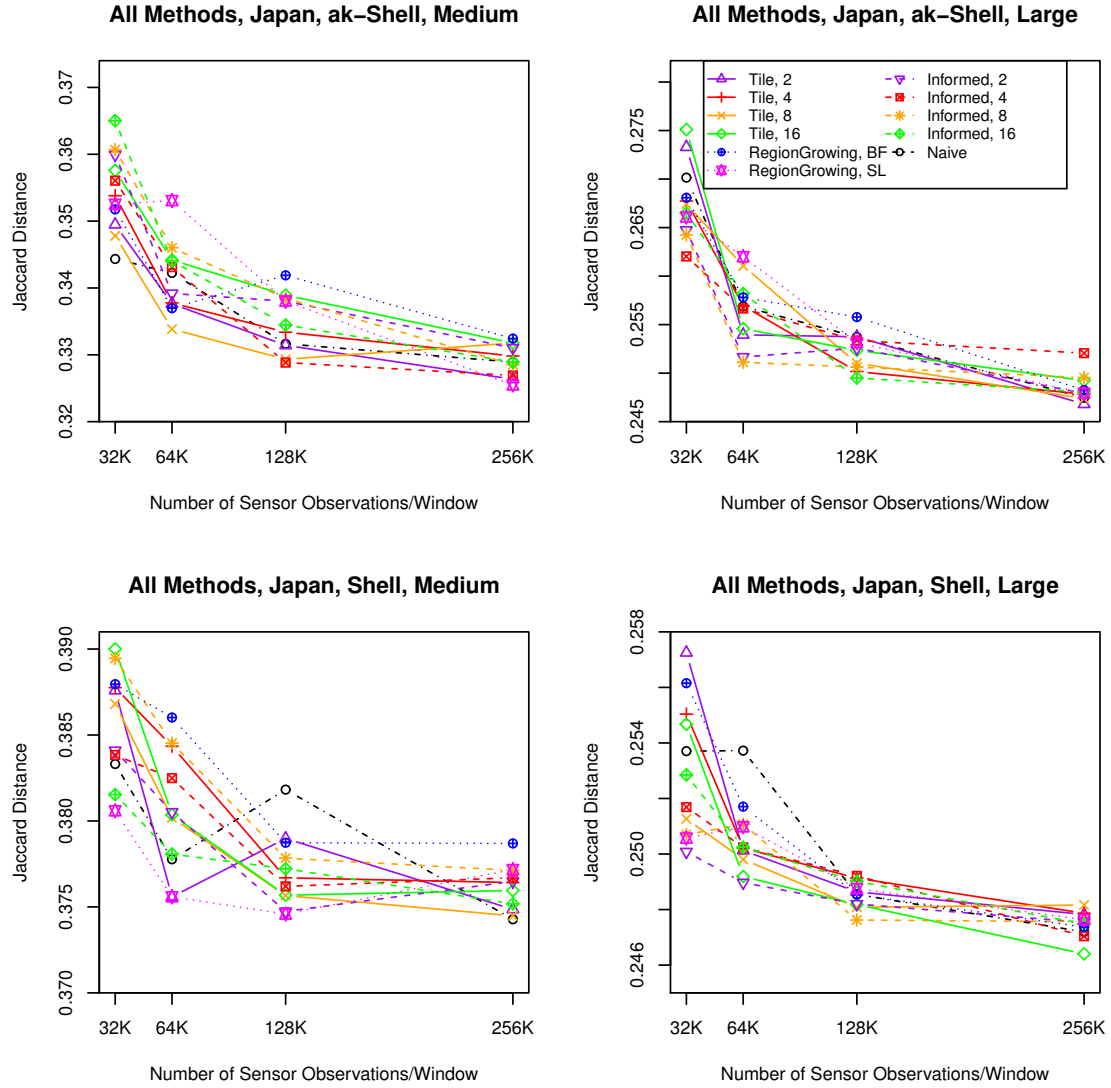 All Methods, Japan, ak−Shell, Medium
Jaccard Distance
0.37
0.36
0.35
0.34
0.33
0.32
32K 64K 128K 256K
Number of Sensor Observations/Window
All Methods, Japan, ak−Shell, Large
Jaccard Distance
0.275
0.265
0.255
0.245
Tile, 2
Tile, 4
Tile, 8
Tile, 16
RegionGrowing, BF
RegionGrowing, SL
Informed, 2
Informed, 4
Informed, 8
Informed, 16
Naive
32K 64K 128K 256K
Number of Sensor Observations/Window
All Methods, Japan, Shell, Medium
Jaccard Distance
0.390
0.385
0.380
0.375
0.370
32K 64K 128K 256K
Number of Sensor Observations/Window
All Methods, Japan, Shell, Large
Jaccard Distance
0.258
0.254
0.250
0.246
32K 64K 128K 256K
Number of Sensor Observations/Window